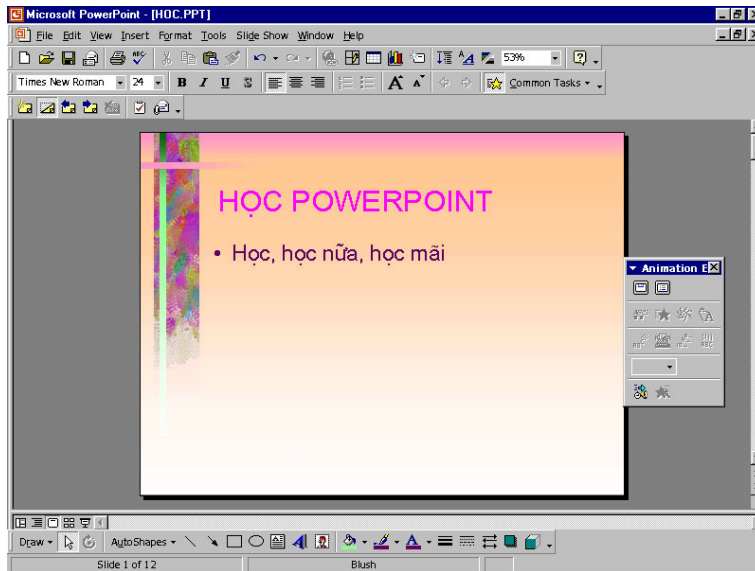 Microsoft PowerPoint - [HOC.PPT]
File Edit View Insert Format Tools Slide Show Window Help
53%
Times New Roman 24 B I U S A A Common Tasks
HỌC POWERPOINT
• Học, học nữa, học mãi
Animation E
Draw AutoShapes
Slide 1 of 12 Blush